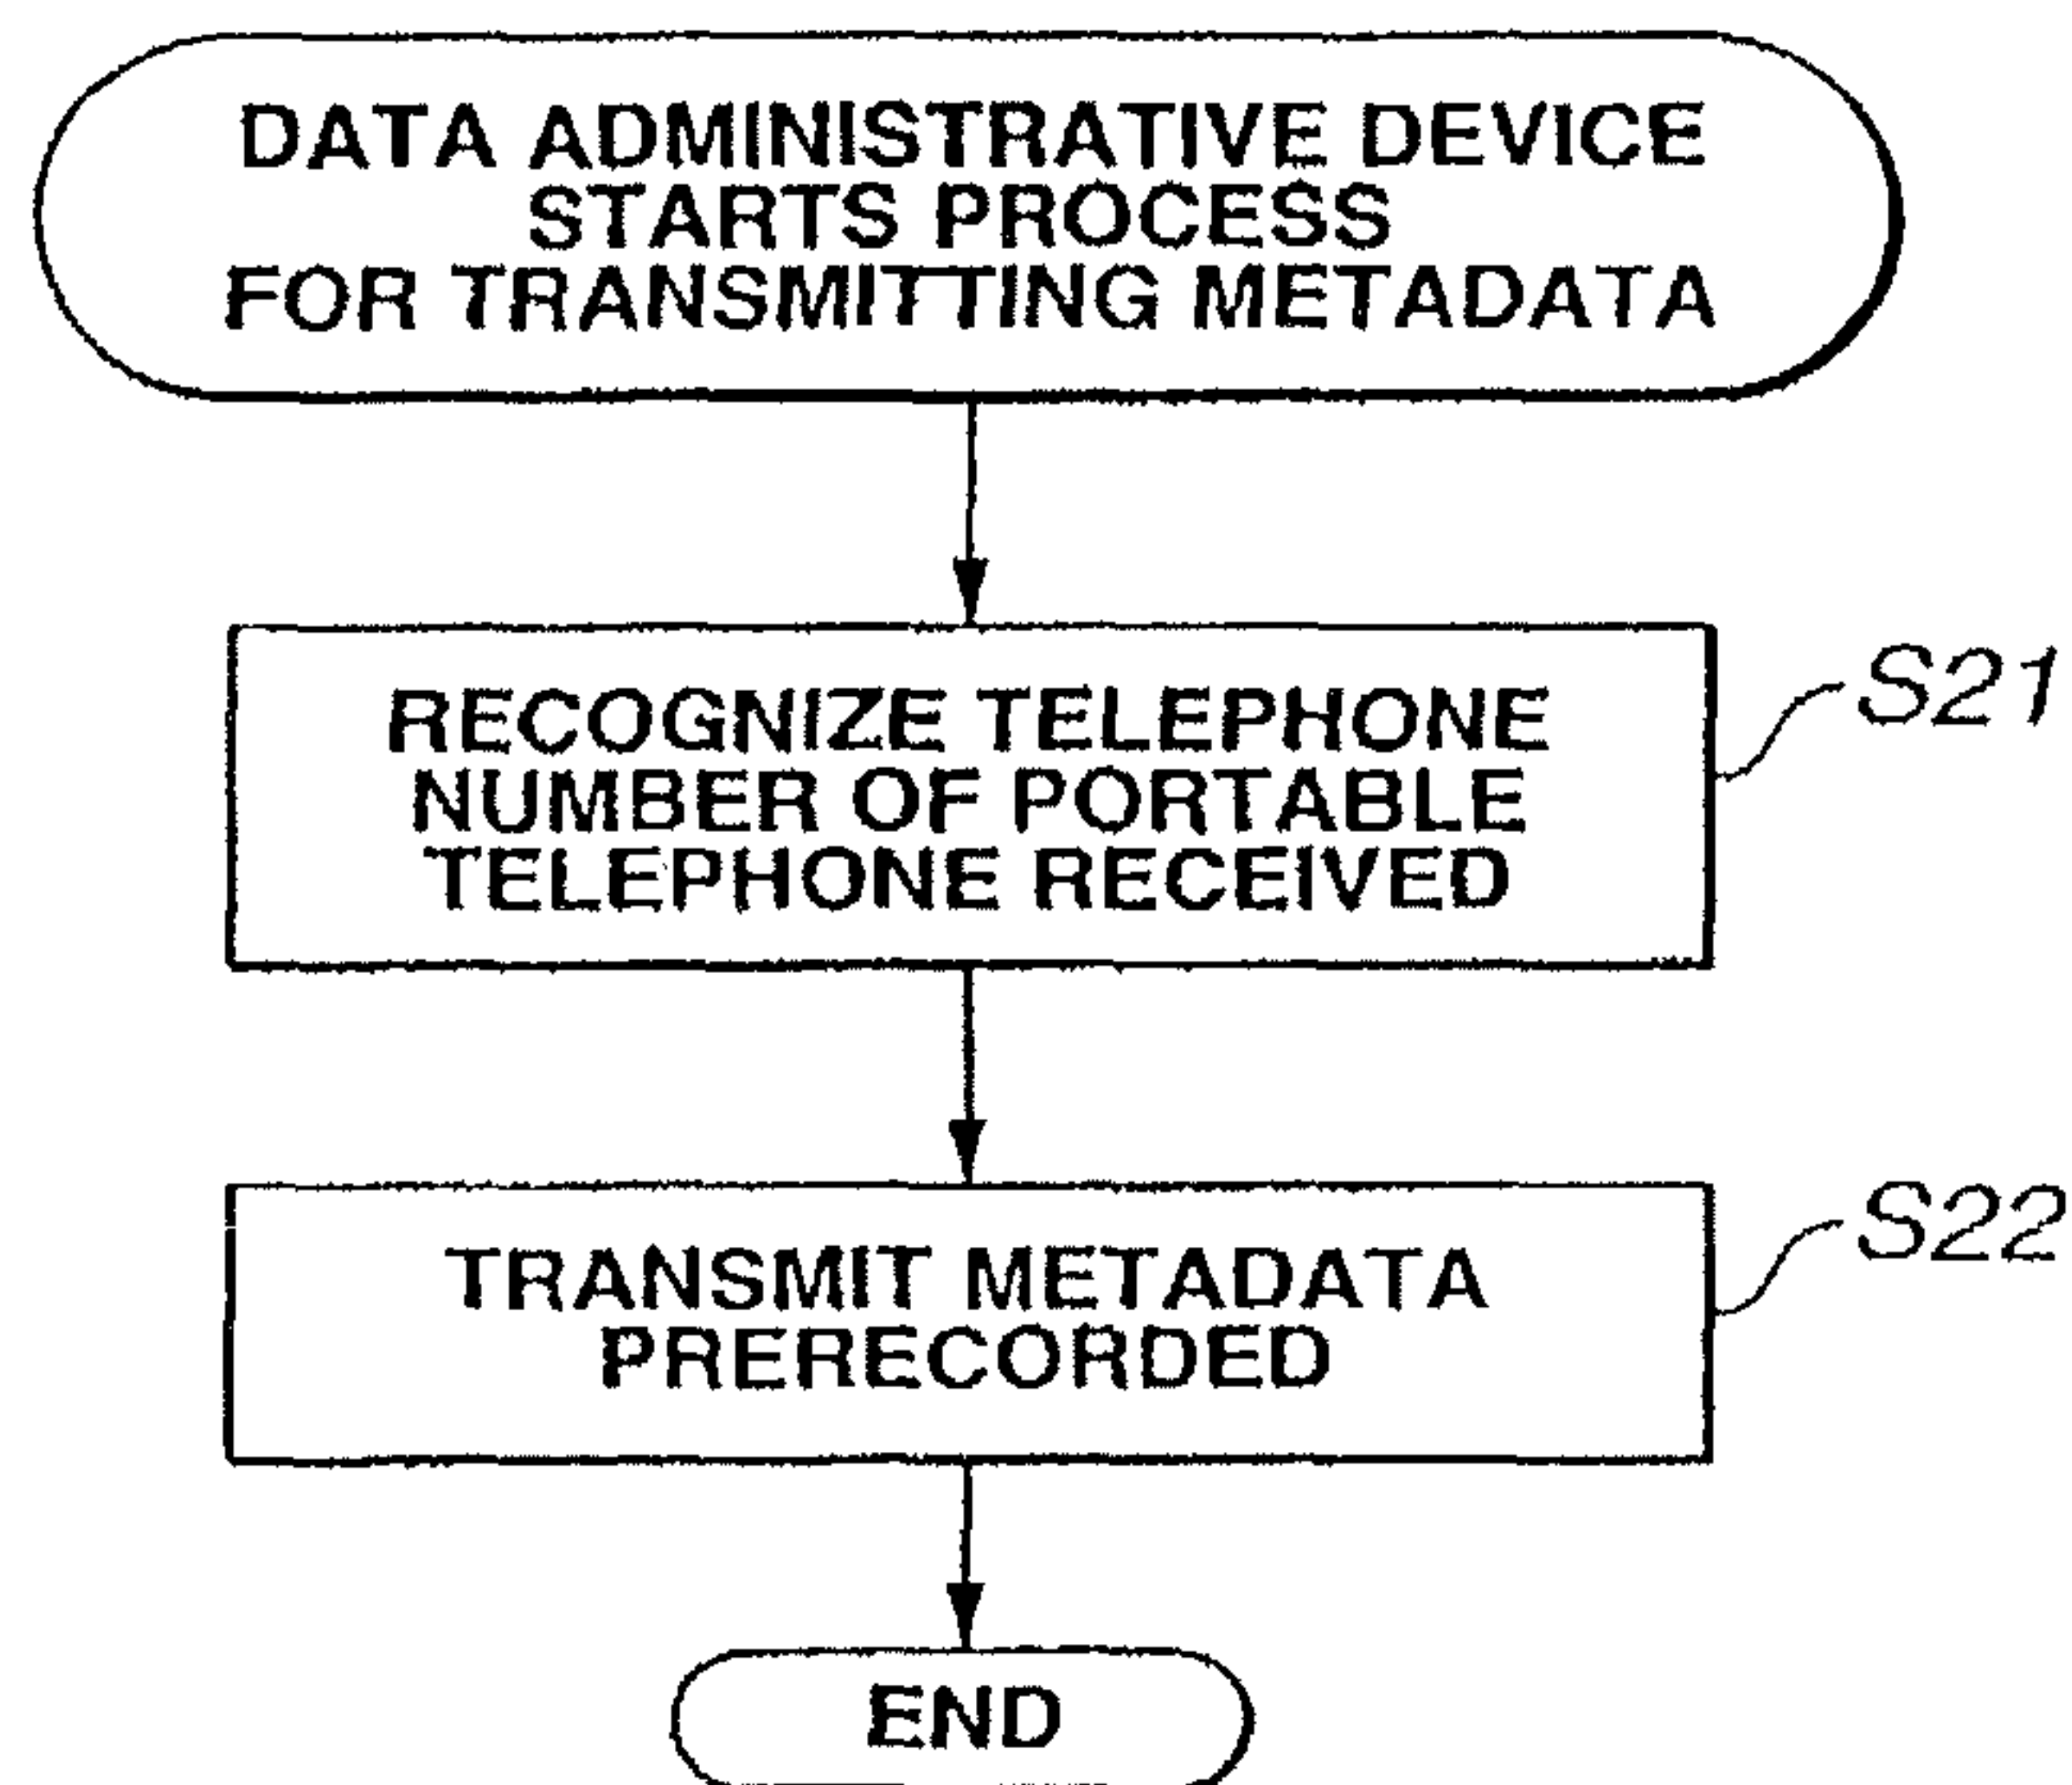 DATA ADMINISTRATIVE DEVICE
STARTS PROCESS
FOR TRANSMITTING METADATA
RECOGNIZE TELEPHONE
NUMBER OF PORTABLE
TELEPHONE RECEIVED
S21
TRANSMIT METADATA
PRERECORDED
S22
END